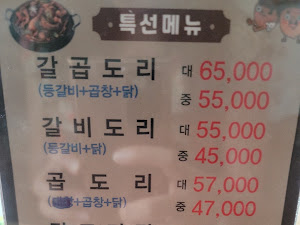 · 특선메뉴 ·
갈곱도리 대 65,000
(등갈비+곱창+닭) 중 55,000
갈비도리 대 55,000
(등갈비+닭) 중 45,000
곱도리 대 57,000
+곱창+닭) 중 47,000